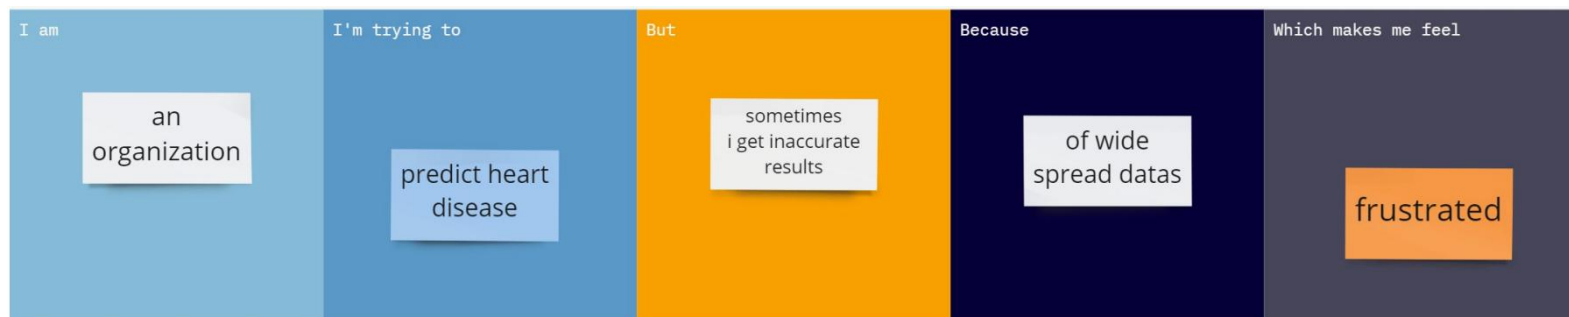 I am
an
organization
I'm trying to
predict heart
disease
But
sometimes
i get inaccurate
results
Because
of wide
spread datas
Which makes me feel
frustrated